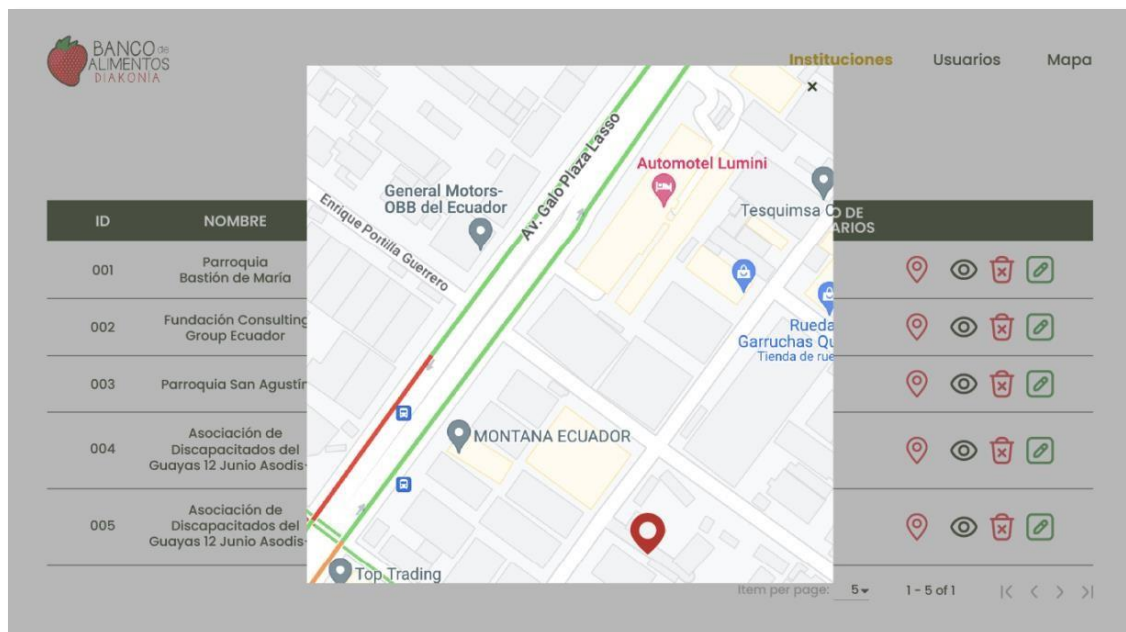 BANCO de
ALIMENTOS
DIAKONÍA
Instituciones Usuarios Mapa
×
Av. Galo Plaza Lasso
Automotel Lumini
General Motors-
OBB del Ecuador
Enrique Portilla Guerrero
Tesquimsa
Rueda
Garruchas Qu
Tienda de rue
MONTANA ECUADOR
Top Trading
ID NOMBRE O DE
ARIOS
001 Parroquia
Bastión de María
002 Fundación Consulting
Group Ecuador
003 Parroquia San Agustín
004 Asociación de
Discapacitados del
Guayas 12 Junio Asodis
005 Asociación de
Discapacitados del
Guayas 12 Junio Asodis
Item per page: 5 1 - 5 of 1